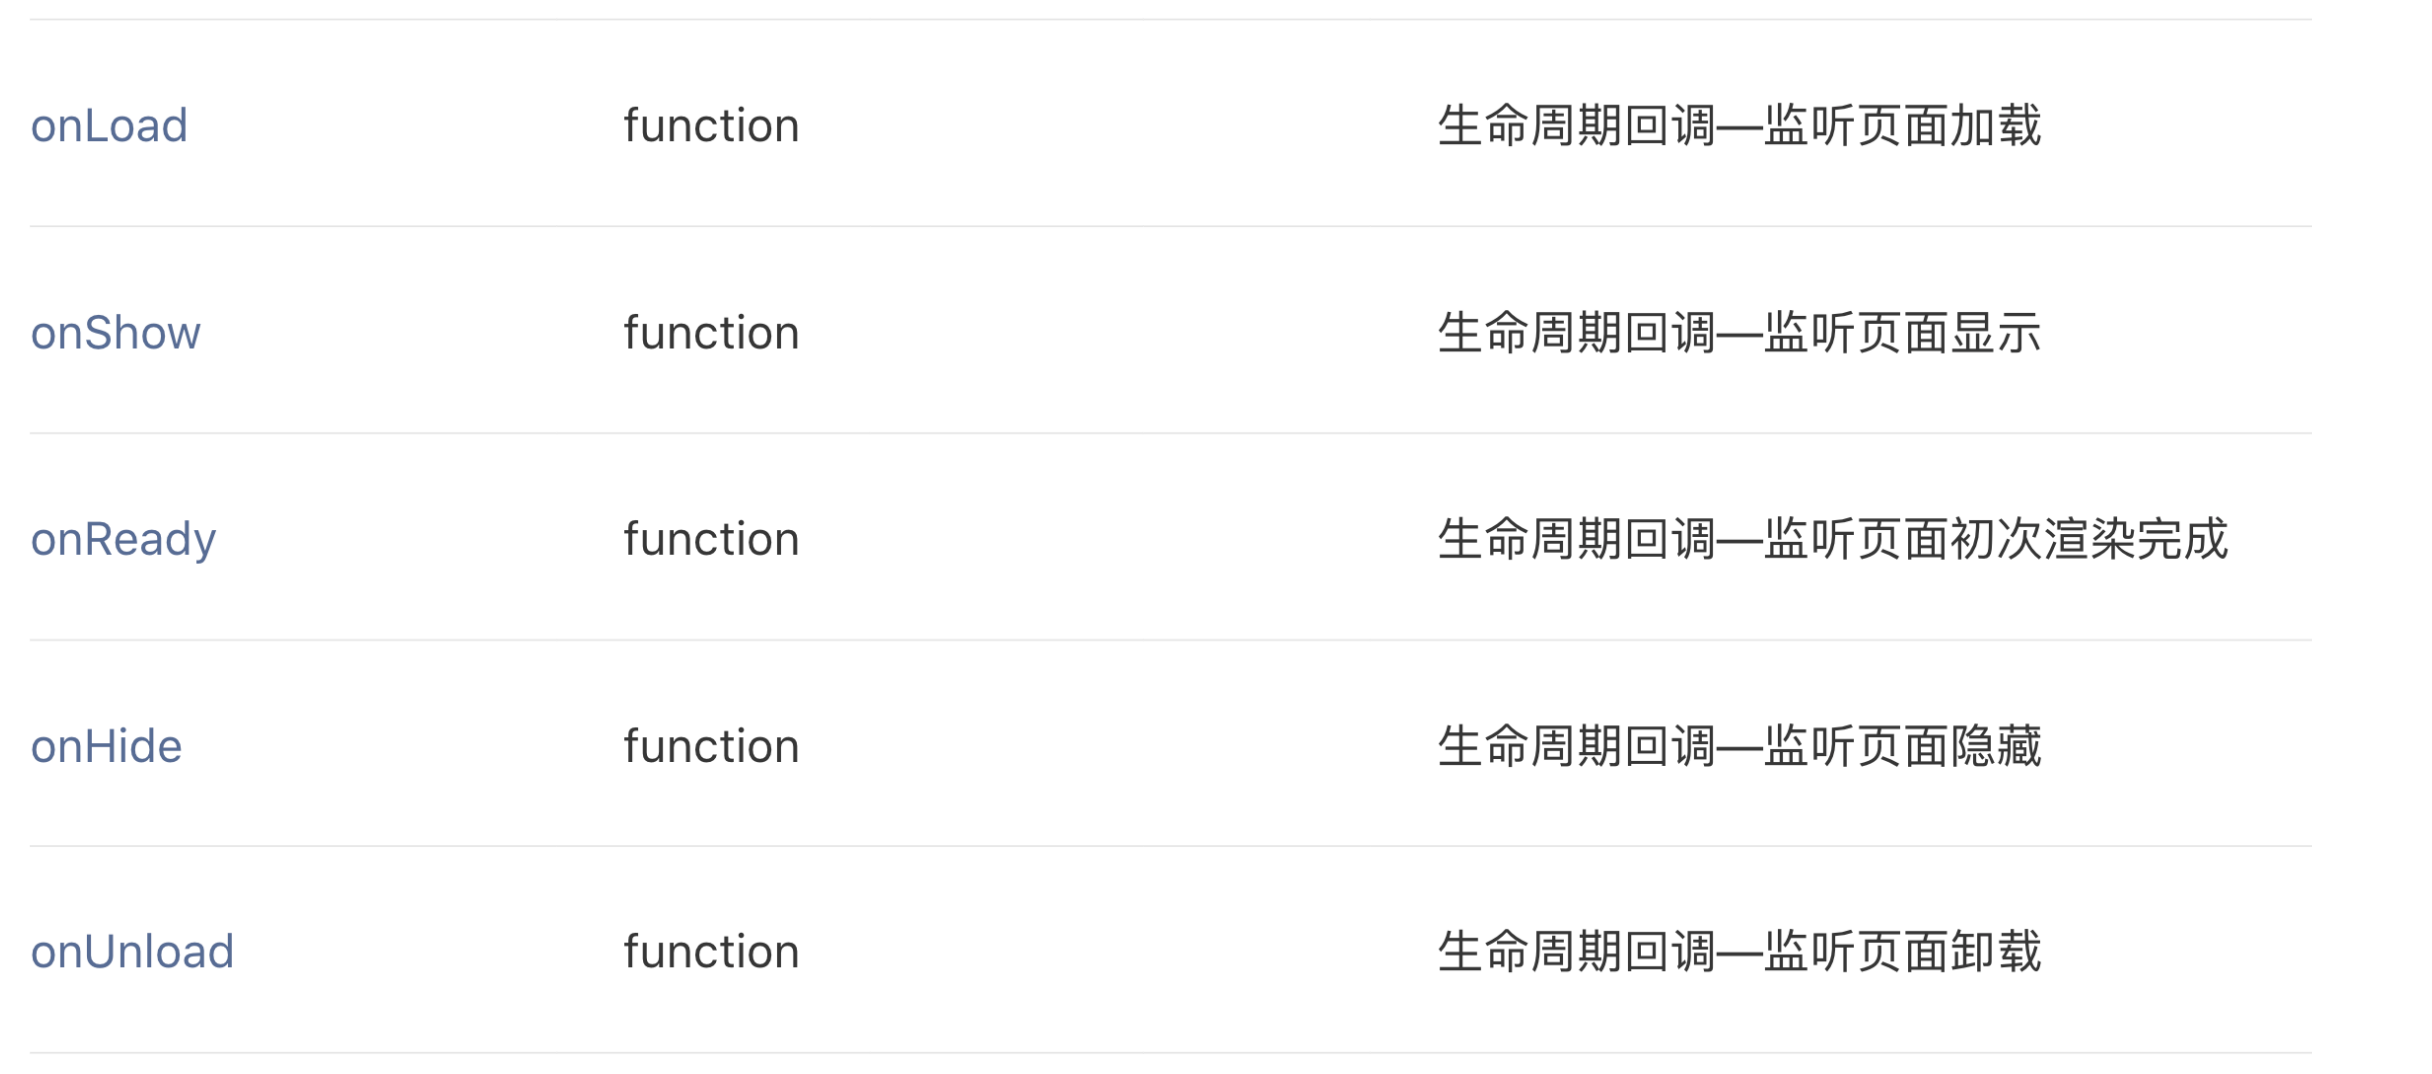 onLoad function 生命周期回调—监听页面加载
onShow function 生命周期回调—监听页面显示
onReady function 生命周期回调—监听页面初次渲染完成
onHide function 生命周期回调—监听页面隐藏
onUnload function 生命周期回调—监听页面卸载